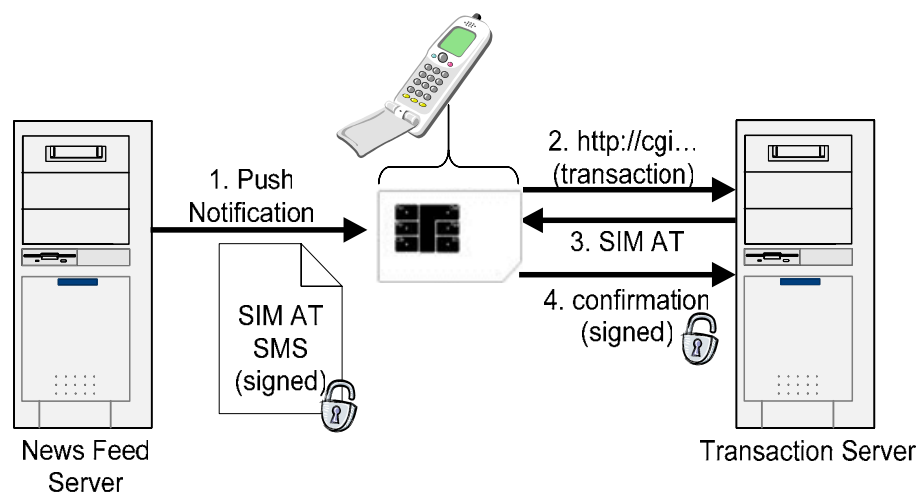 1. Push
Notification
SIM AT
SMS
(signed)
2. http://cgi...
(transaction)
3. SIM AT
4. confirmation
(signed)
News Feed
Server
Transaction Server